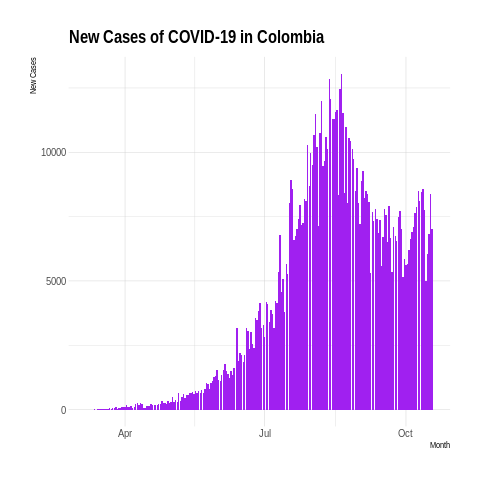 New Cases of COVID-19 in Colombia
New Cases
10000
5000
0
Apr
Jul
Oct
Month